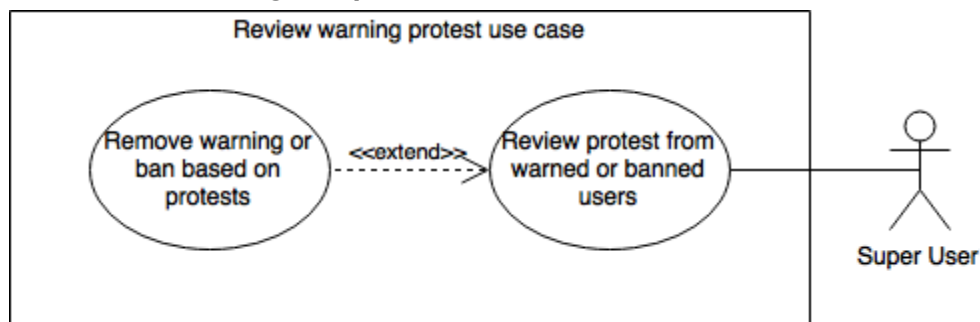 Review warning protest use case
Remove warning or
ban based on
protests
<<extend>>
Review protest from
warned or banned
users
Super User